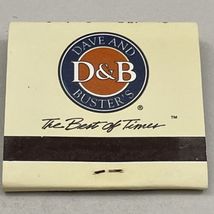 DAVE AND
D&B
BUSTER'S
®
The Best of Times
™